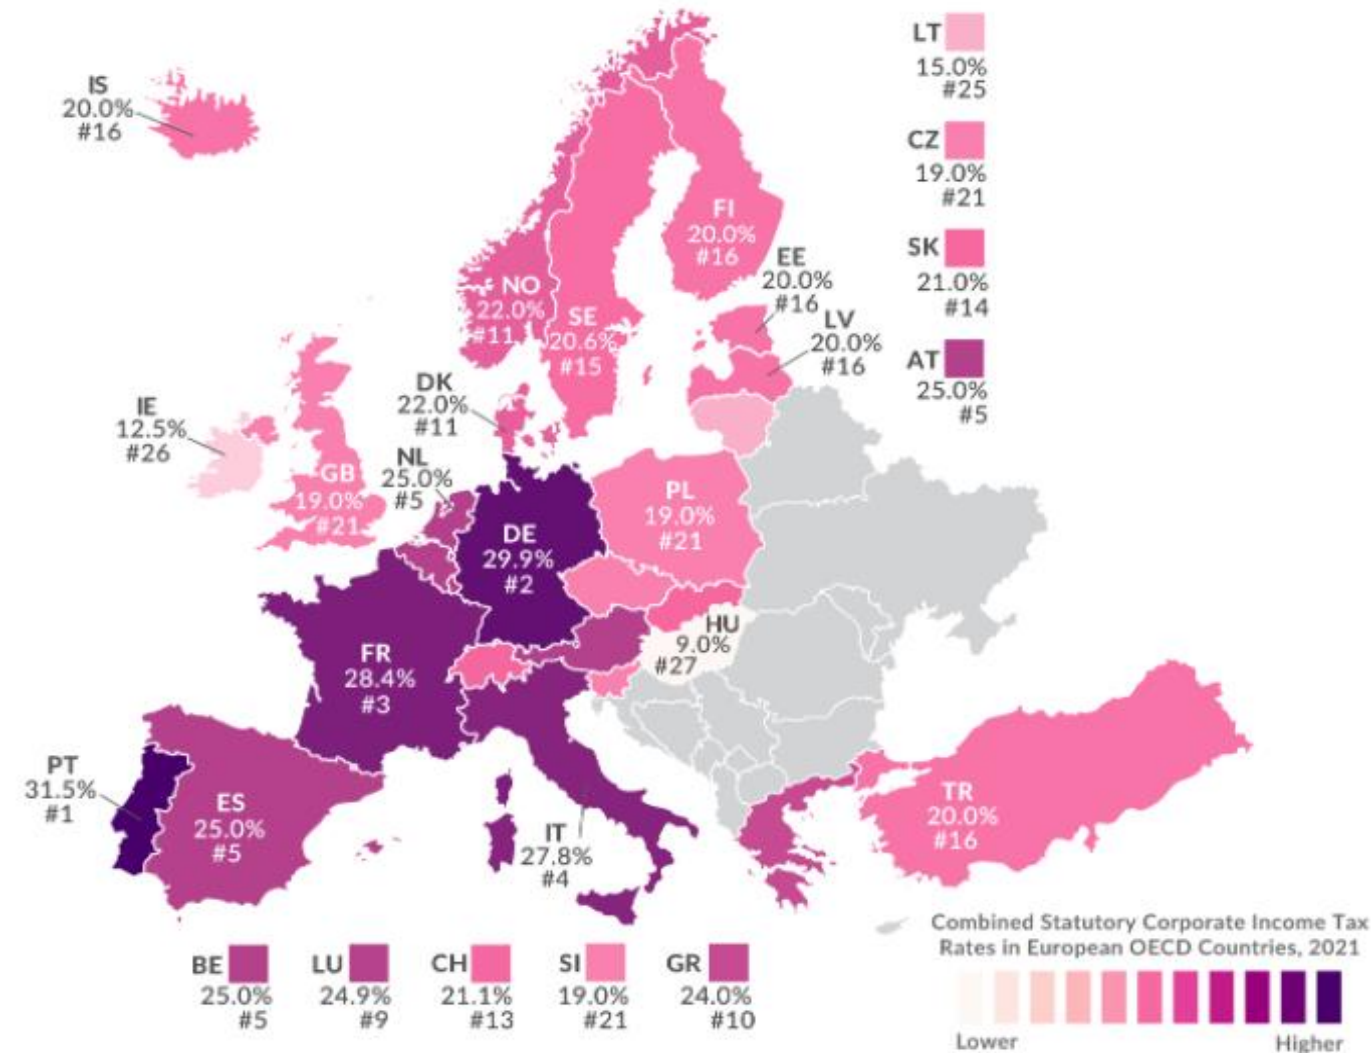 IS
20.0%
#16
LT
15.0%
#25
CZ
19.0%
#21
SK
21.0%
#14
AT
25.0%
#5
FI
20.0%
#16
EE
20.0%
#16
LV
20.0%
#16
NO
22.0%
#11
SE
20.6%
#15
DK
22.0%
#11
IE
12.5%
#26
GB
19.0%
#21
NL
25.0%
#5
DE
29.9%
#2
PL
19.0%
#21
HU
9.0%
#27
FR
28.4%
#3
PT
31.5%
#1
ES
25.0%
#5
IT
27.8%
#4
TR
20.0%
#16
BE
25.0%
#5
LU
24.9%
#9
CH
21.1%
#13
SI
19.0%
#21
GR
24.0%
#10
Combined Statutory Corporate Income Tax
Rates in European OECD Countries, 2021
Lower
Higher